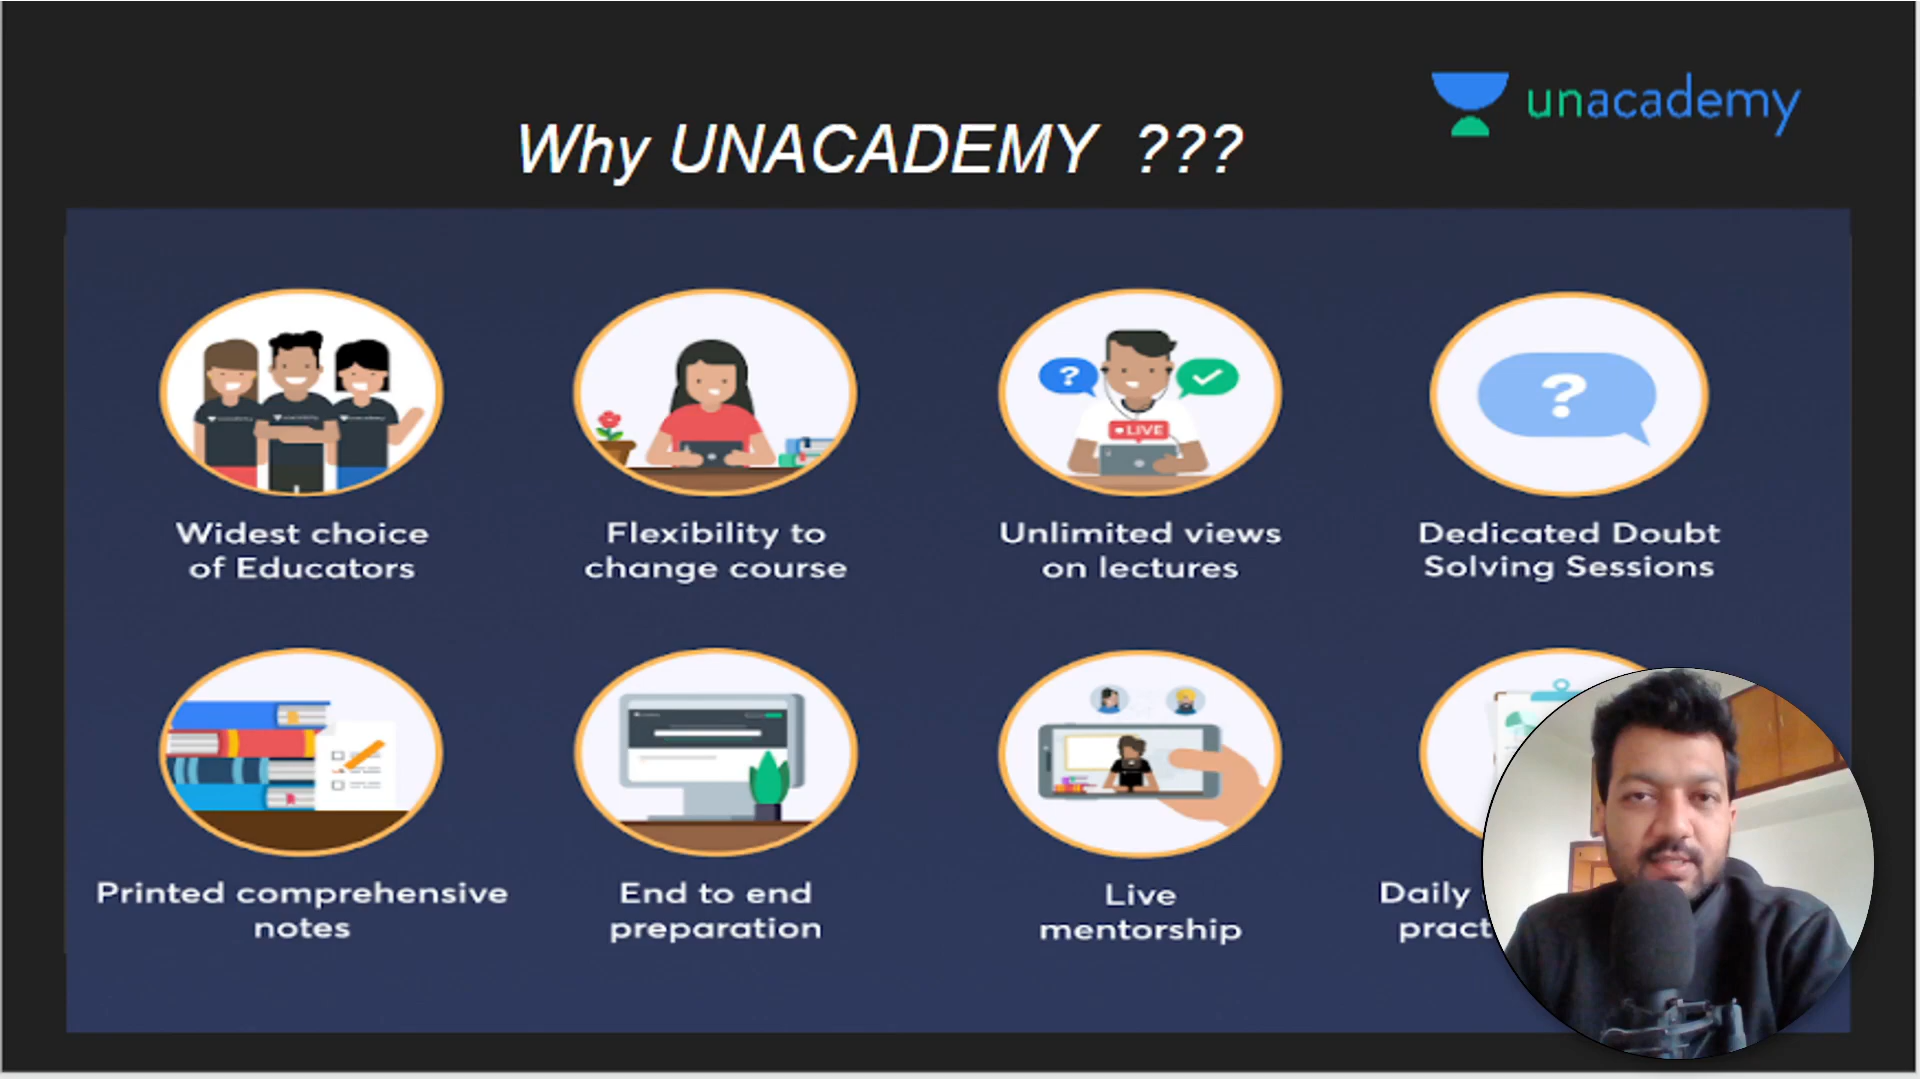 unacademy
Why UNACADEMY ???
? LIVE
?
Widest choice
of Educators
Flexibility to
change course
Unlimited views
on lectures
Dedicated Doubt
Solving Sessions
Printed comprehensive
notes
End to end
preparation
Live
mentorship
Daily
pract